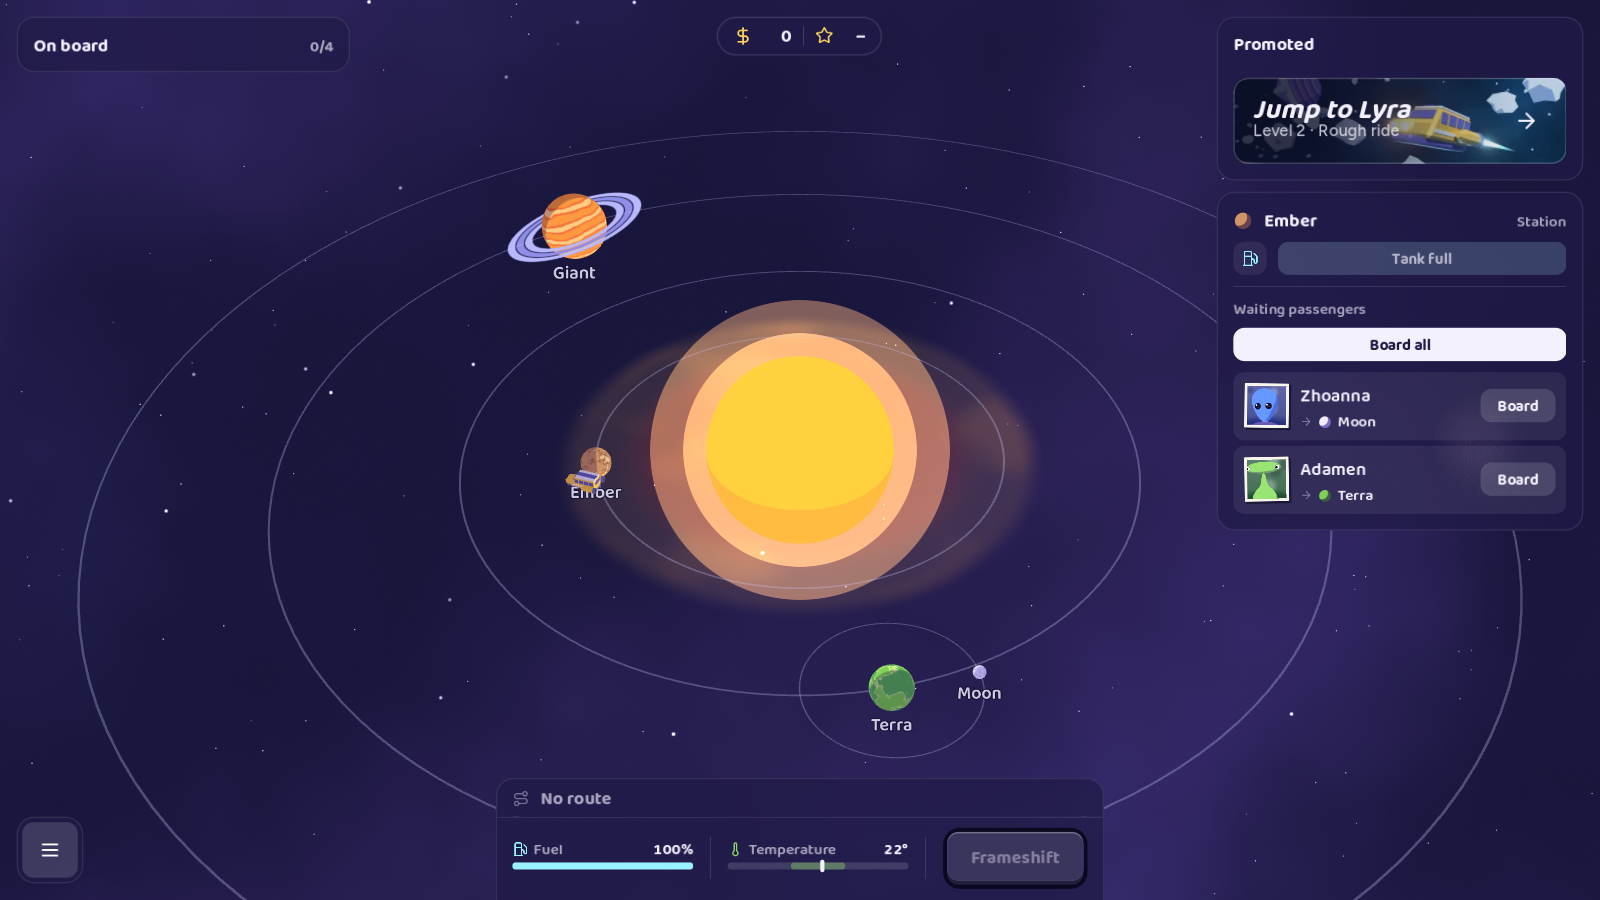 On board
0/4
0
–
Promoted
Jump to Lyra
Level 2 · Rough ride
Ember
Station
Tank full
Waiting passengers
Board all
Zhoanna
→ Moon
Board
Adamen
→ Terra
Board
Giant
Ember
Terra
Moon
No route
Fuel
100%
Temperature
22°
Frameshift